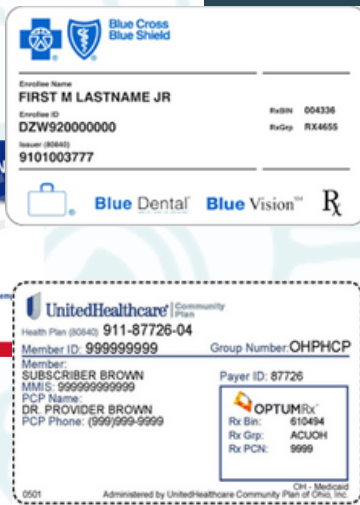 Blue Cross
Blue Shield
Enrollee Name
FIRST M LASTNAME JR
Enrollee ID
DZW920000000
Issuer (80840)
9101003777
RxBIN 004336
RxGrp RX4655
Blue Dental Blue Vision℠ Rx
UnitedHealthcare® Community Plan
Health Plan (80840) 911-87726-04
Member ID: 999999999 Group Number: OHPHCP
Member:
SUBSCRIBER BROWN
MMIS: 999999999999
PCP Name:
DR. PROVIDER BROWN
PCP Phone: (999)999-9999
Payer ID: 87726
OPTUMRx™
Rx Bin: 610494
Rx Grp: ACUOH
Rx PCN: 9999
OH - Medicaid
0501 Administered by UnitedHealthcare Community Plan of Ohio, Inc.